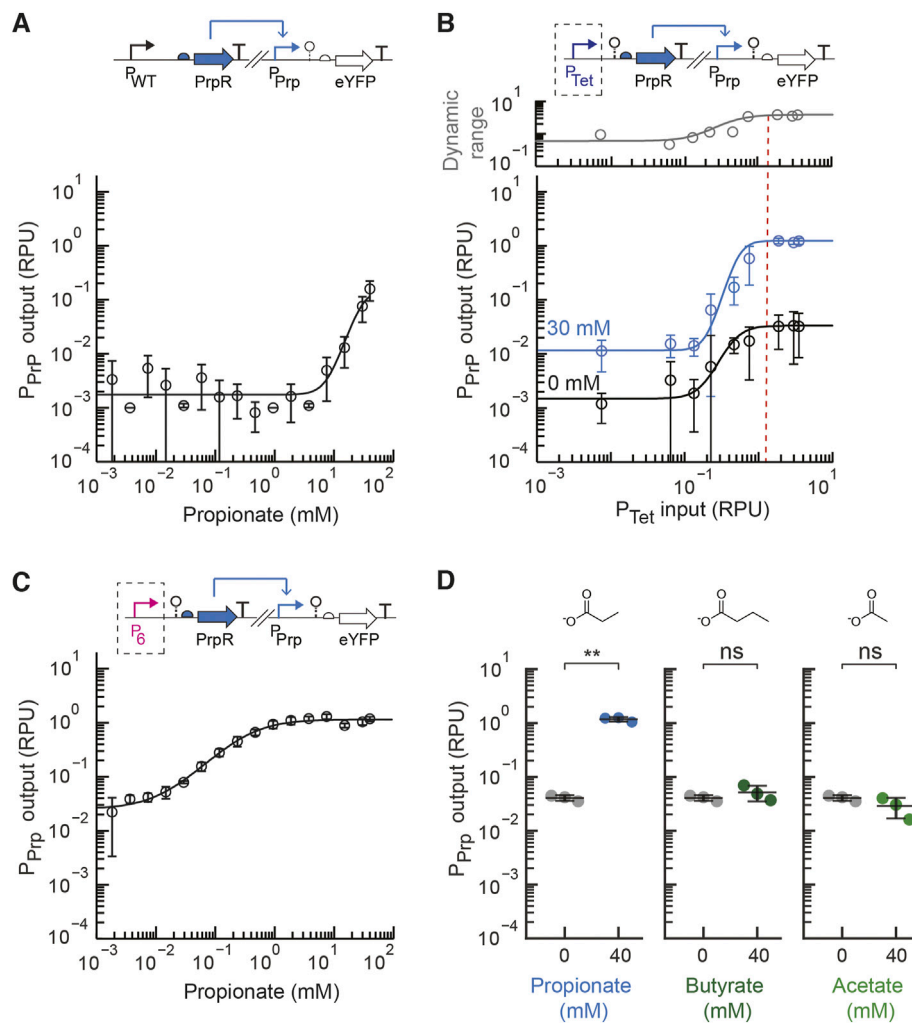 A
P_WT
PrpR
P_Prp
eYFP
P_PrP output (RPU)
10^1
10^0
10^−1
10^−2
10^−3
10^−4
10^−3 10^−2 10^−1 10^0 10^1 10^2
Propionate (mM)
B
P_Tet
PrpR
P_Prp
eYFP
Dynamic
range
10^1
10^−1
P_PrP output (RPU)
10^1
10^0
10^−1
10^−2
10^−3
10^−4
30 mM
0 mM
10^−3 10^−1 10^1
P_Tet input (RPU)
C
P_6
PrpR
P_Prp
eYFP
P_Prp output (RPU)
10^1
10^0
10^−1
10^−2
10^−3
10^−4
10^−3 10^−2 10^−1 10^0 10^1 10^2
Propionate (mM)
D
O
-O
O
-O
O
-O
** ns ns
P_Prp output (RPU)
10^1
10^0
10^−1
10^−2
10^−3
10^−4
0 40 0 40 0 40
Propionate Butyrate Acetate
(mM) (mM) (mM)